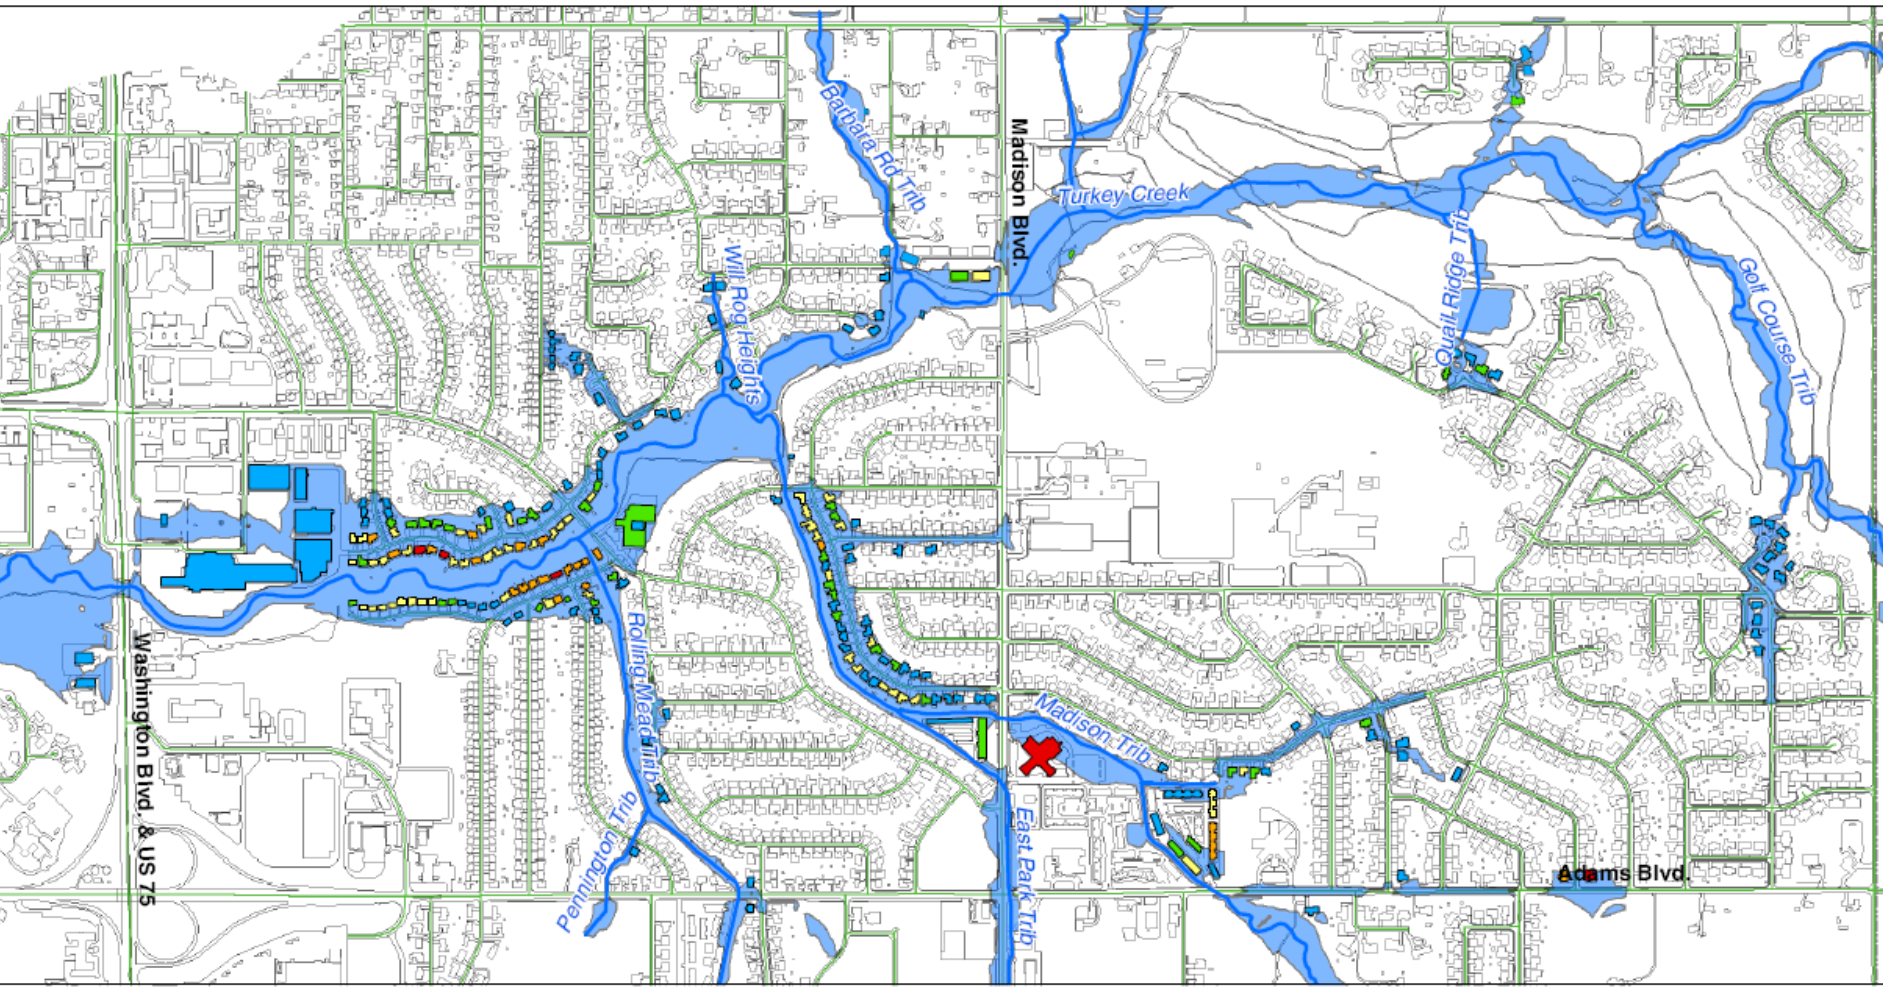 Barbara Rd Trib
Madison Blvd.
Turkey Creek
Will Rog Heights
Quail Ridge Trib
Golf Course Trib
Washington Blvd. & US 75
Rolling Mead Trib
Madison Trib
Pennington Trib
East Park Trib
Adams Blvd.